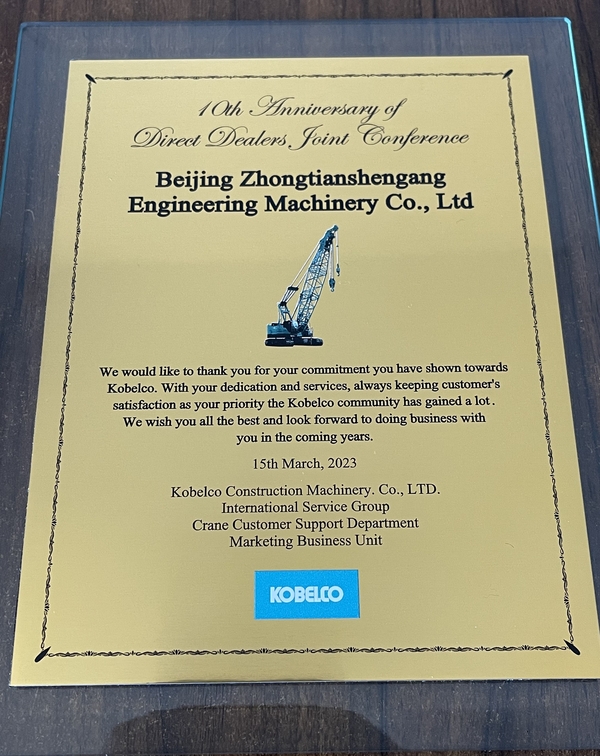 10th Anniversary of
Direct Dealers Joint Conference
Beijing Zhongtianshengang
Engineering Machinery Co., Ltd
We would like to thank you for your commitment you have shown towards
Kobelco. With your dedication and services, always keeping customer's
satisfaction as your priority the Kobelco community has gained a lot.
We wish you all the best and look forward to doing business with
you in the coming years.
15th March, 2023
Kobelco Construction Machinery. Co., LTD.
International Service Group
Crane Customer Support Department
Marketing Business Unit
KOBELCO